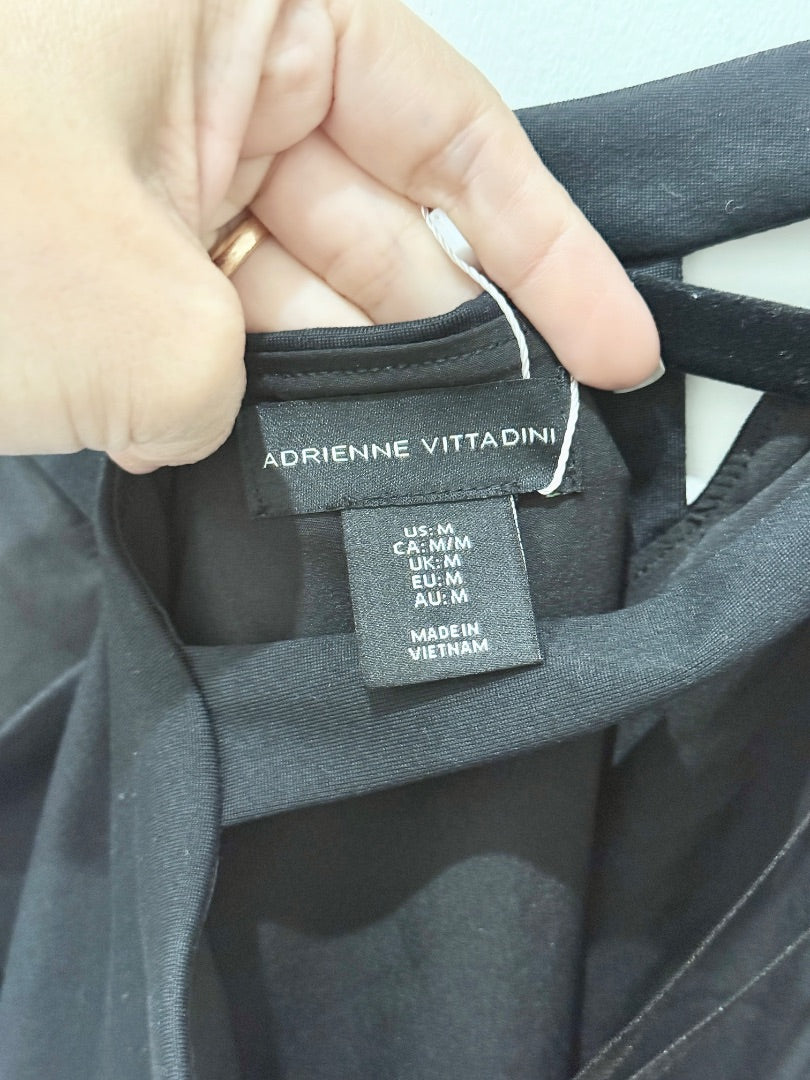 ADRIENNE VITTADINI
US: M
CA: M/M
UK: M
EU: M
AU: M
MADE IN
VIETNAM